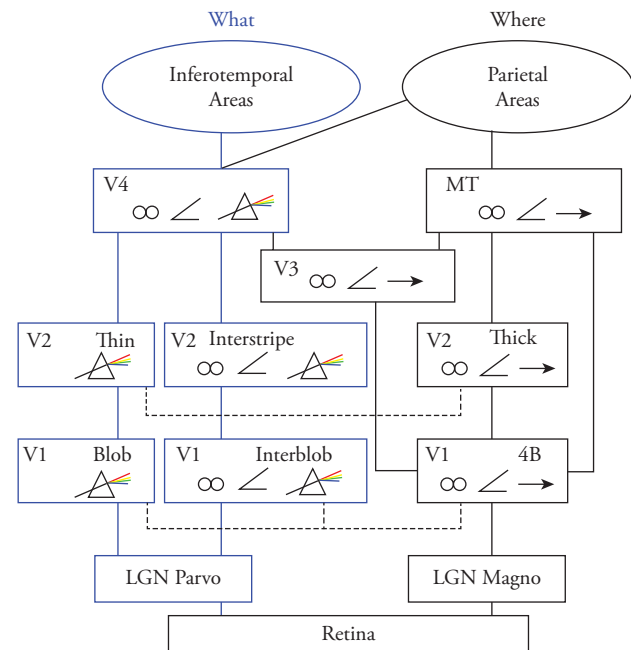 What
Where
Inferotemporal
Areas
Parietal
Areas
V4
MT
V3
V2 Thin
V2 Interstripe
V2 Thick
V1 Blob
V1 Interblob
V1 4B
LGN Parvo
LGN Magno
Retina